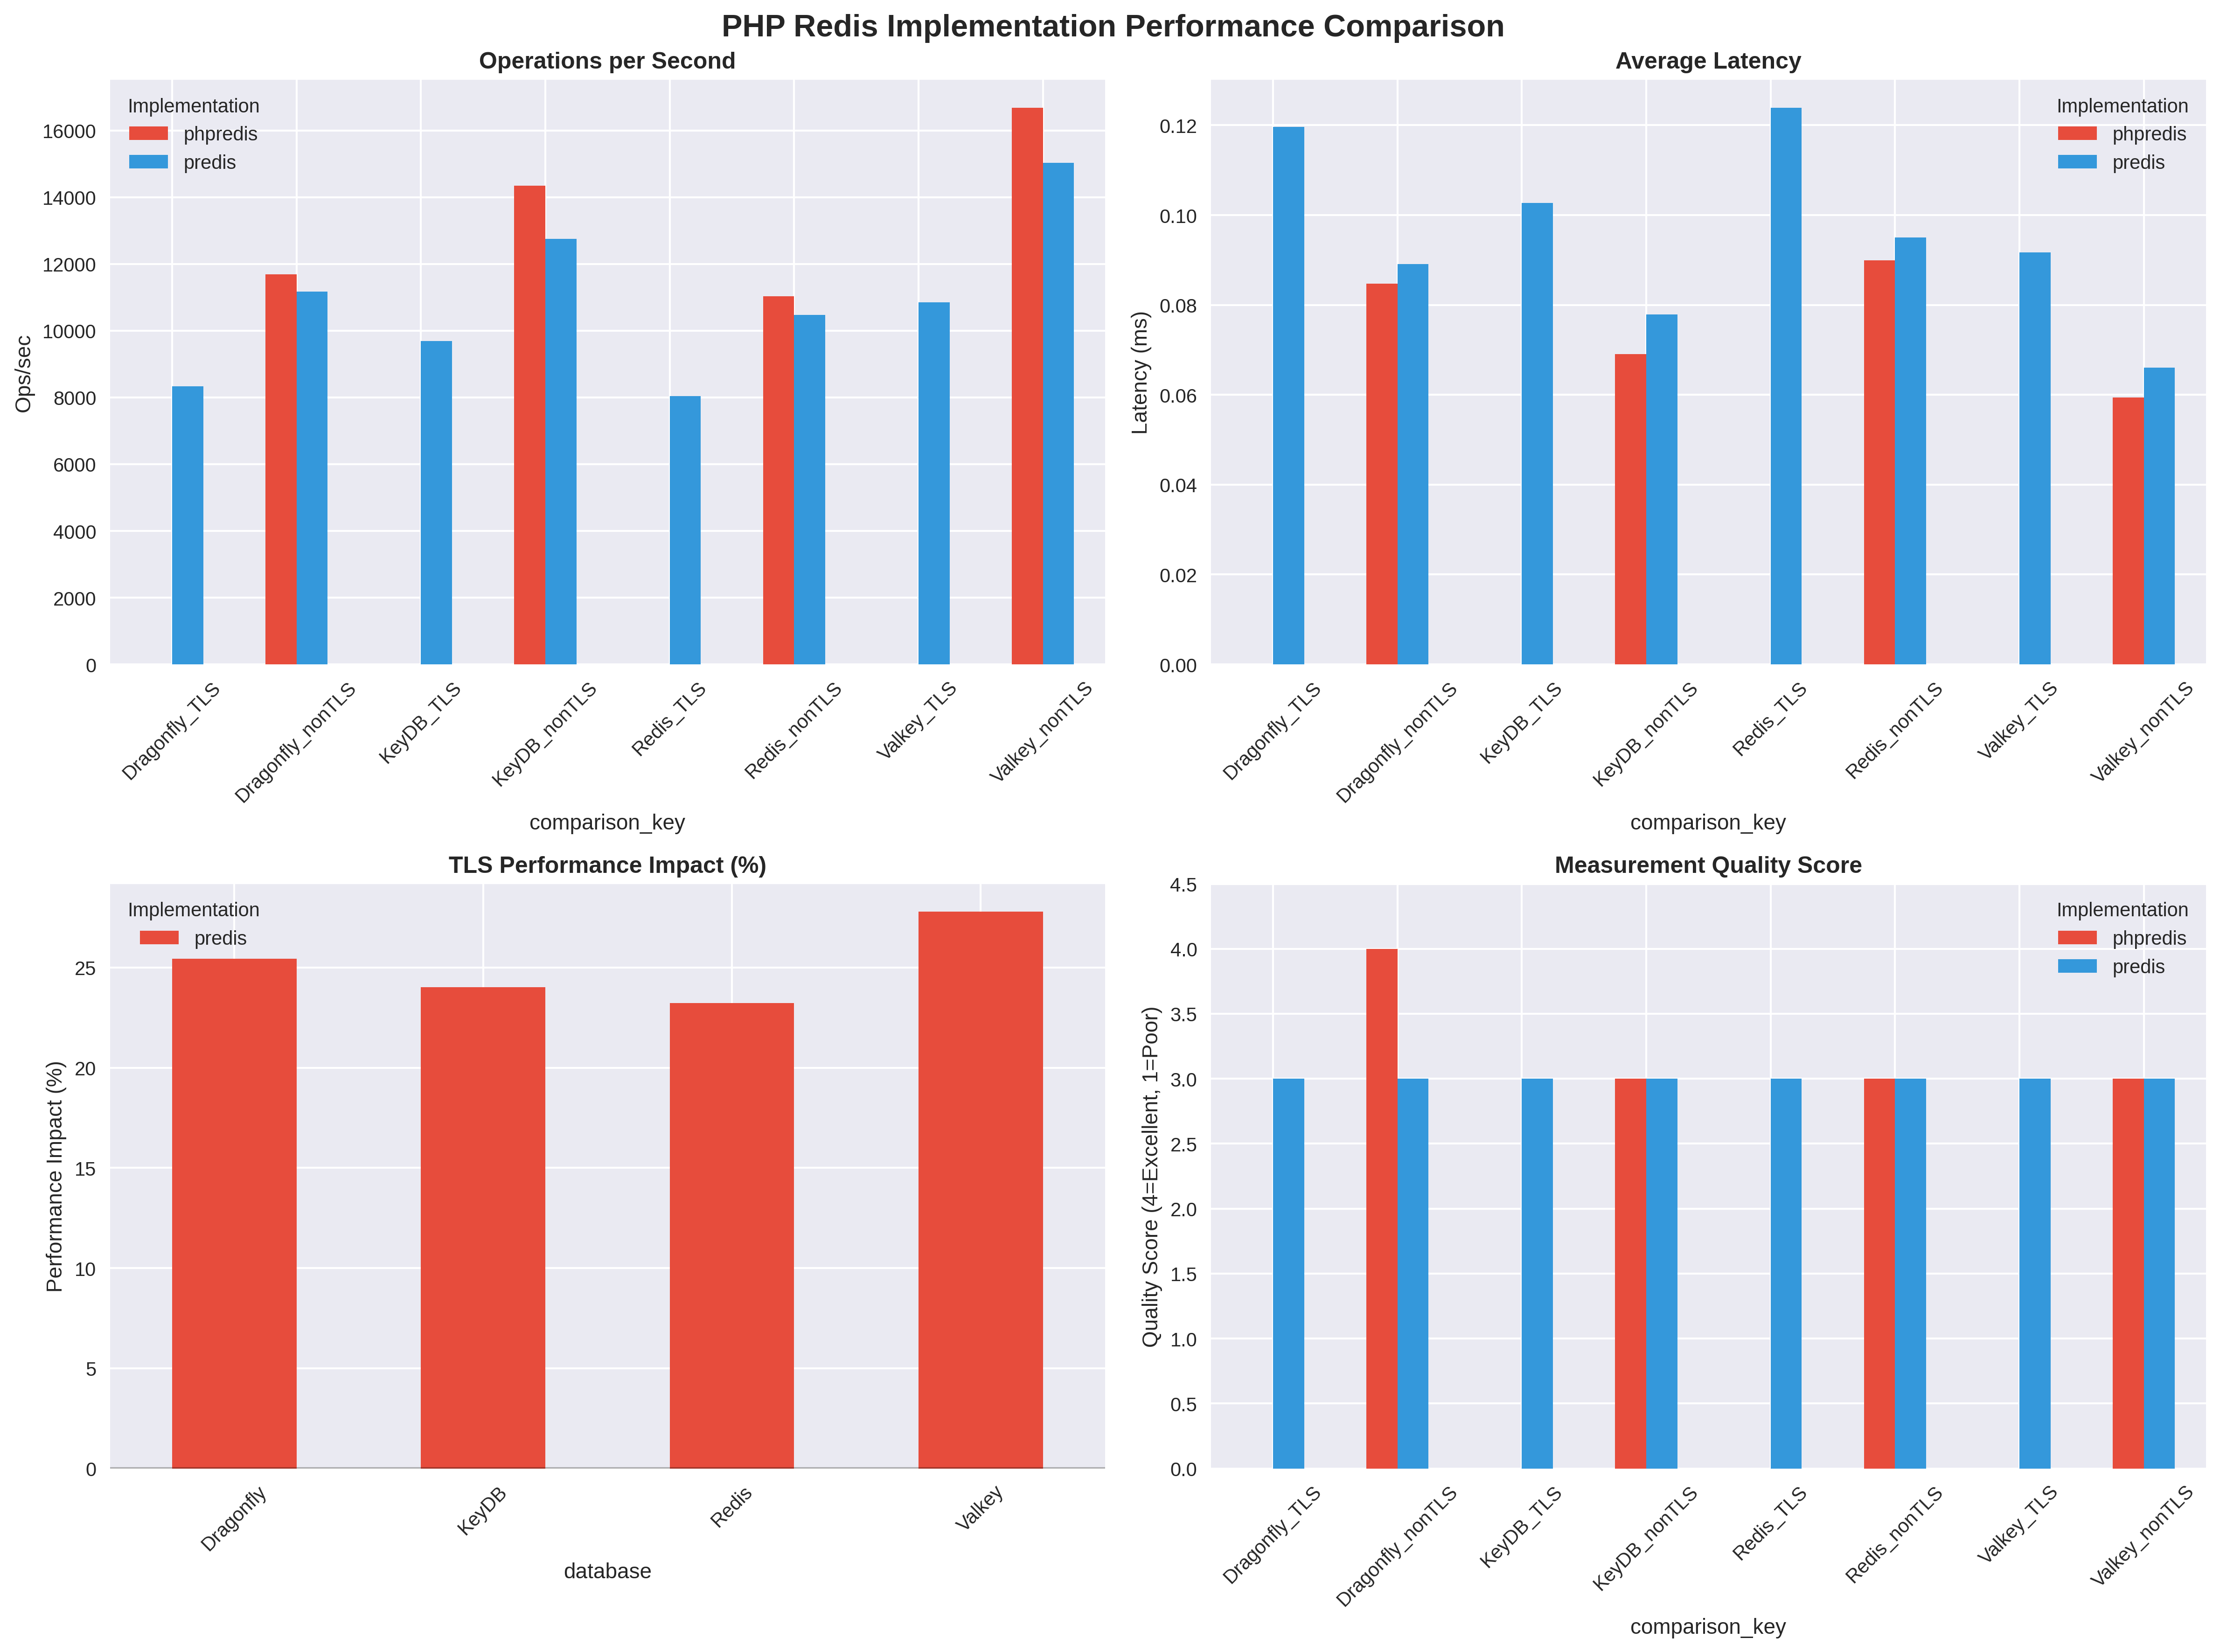 PHP Redis Implementation Performance Comparison
Operations per Second
Implementation
phpredis
predis
Ops/sec
16000
14000
12000
10000
8000
6000
4000
2000
0
Dragonfly_TLS
Dragonfly_nonTLS
KeyDB_TLS
KeyDB_nonTLS
Redis_TLS
Redis_nonTLS
Valkey_TLS
Valkey_nonTLS
comparison_key
Average Latency
Implementation
phpredis
predis
Latency (ms)
0.12
0.10
0.08
0.06
0.04
0.02
0.00
Dragonfly_TLS
Dragonfly_nonTLS
KeyDB_TLS
KeyDB_nonTLS
Redis_TLS
Redis_nonTLS
Valkey_TLS
Valkey_nonTLS
comparison_key
TLS Performance Impact (%)
Implementation
predis
Performance Impact (%)
25
20
15
10
5
0
Dragonfly
KeyDB
Redis
Valkey
database
Measurement Quality Score
Implementation
phpredis
predis
Quality Score (4=Excellent, 1=Poor)
4.5
4.0
3.5
3.0
2.5
2.0
1.5
1.0
0.5
0.0
Dragonfly_TLS
Dragonfly_nonTLS
KeyDB_TLS
KeyDB_nonTLS
Redis_TLS
Redis_nonTLS
Valkey_TLS
Valkey_nonTLS
comparison_key